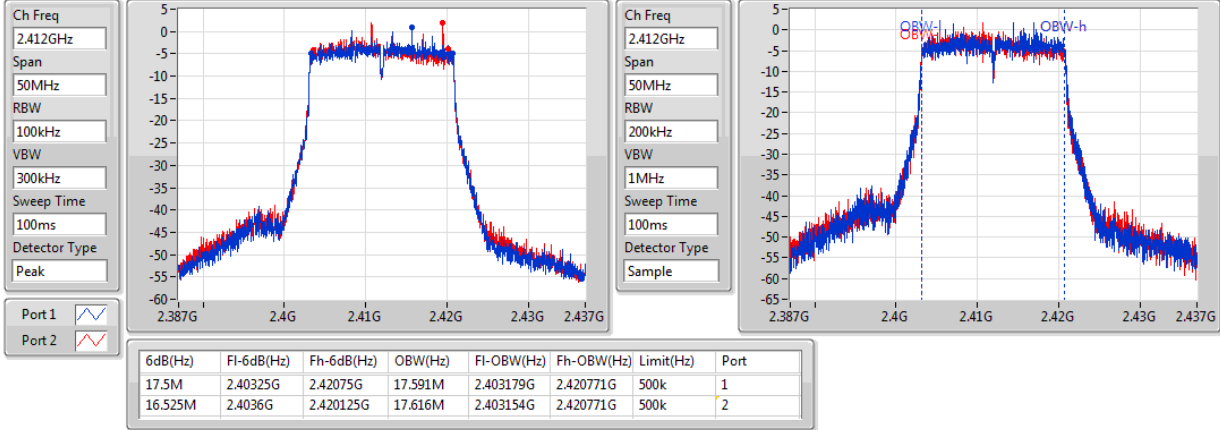 Ch Freq
2.412GHz
Span
50MHz
RBW
100kHz
VBW
300kHz
Sweep Time
100ms
Detector Type
Peak
Port 1
Port 2
5
0
-5
-10
-15
-20
-25
-30
-35
-40
-45
-50
-55
-60
2.387G 2.4G 2.41G 2.42G 2.43G 2.437G
Ch Freq
2.412GHz
Span
50MHz
RBW
200kHz
VBW
1MHz
Sweep Time
100ms
Detector Type
Sample
5
0
-5
-10
-15
-20
-25
-30
-35
-40
-45
-50
-55
-60
-65
OBW-l OBW-h
2.387G 2.4G 2.41G 2.42G 2.43G 2.437G
6dB(Hz) Fl-6dB(Hz) Fh-6dB(Hz) OBW(Hz) Fl-OBW(Hz) Fh-OBW(Hz) Limit(Hz) Port
17.5M 2.40325G 2.42075G 17.591M 2.403179G 2.420771G 500k 1
16.525M 2.4036G 2.420125G 17.616M 2.403154G 2.420771G 500k 2